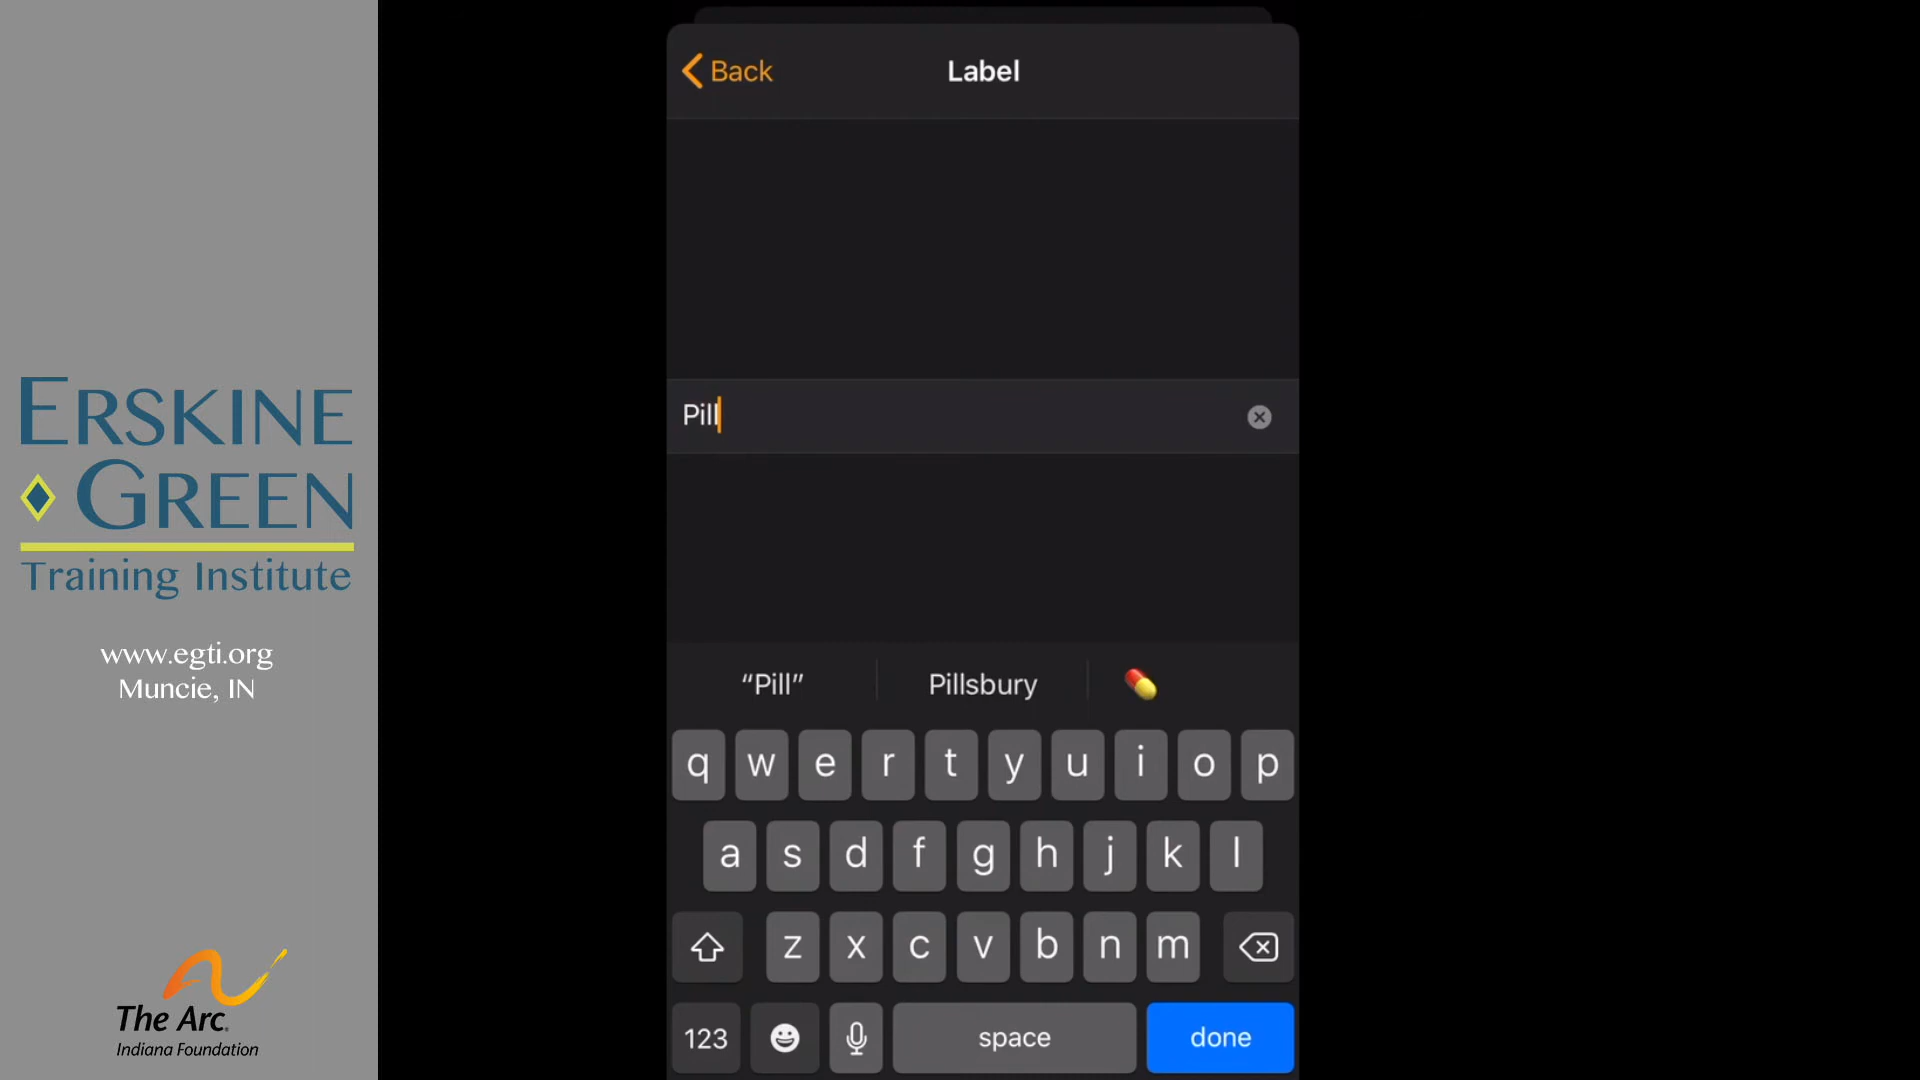 ERSKINE
GREEN
Training Institute
www.egti.org
Muncie, IN
The Arc.
Indiana Foundation
Back
Label
Pill
“Pill”
Pillsbury
q w e r t y u i o p
a s d f g h j k l
z x c v b n m
123
space
done